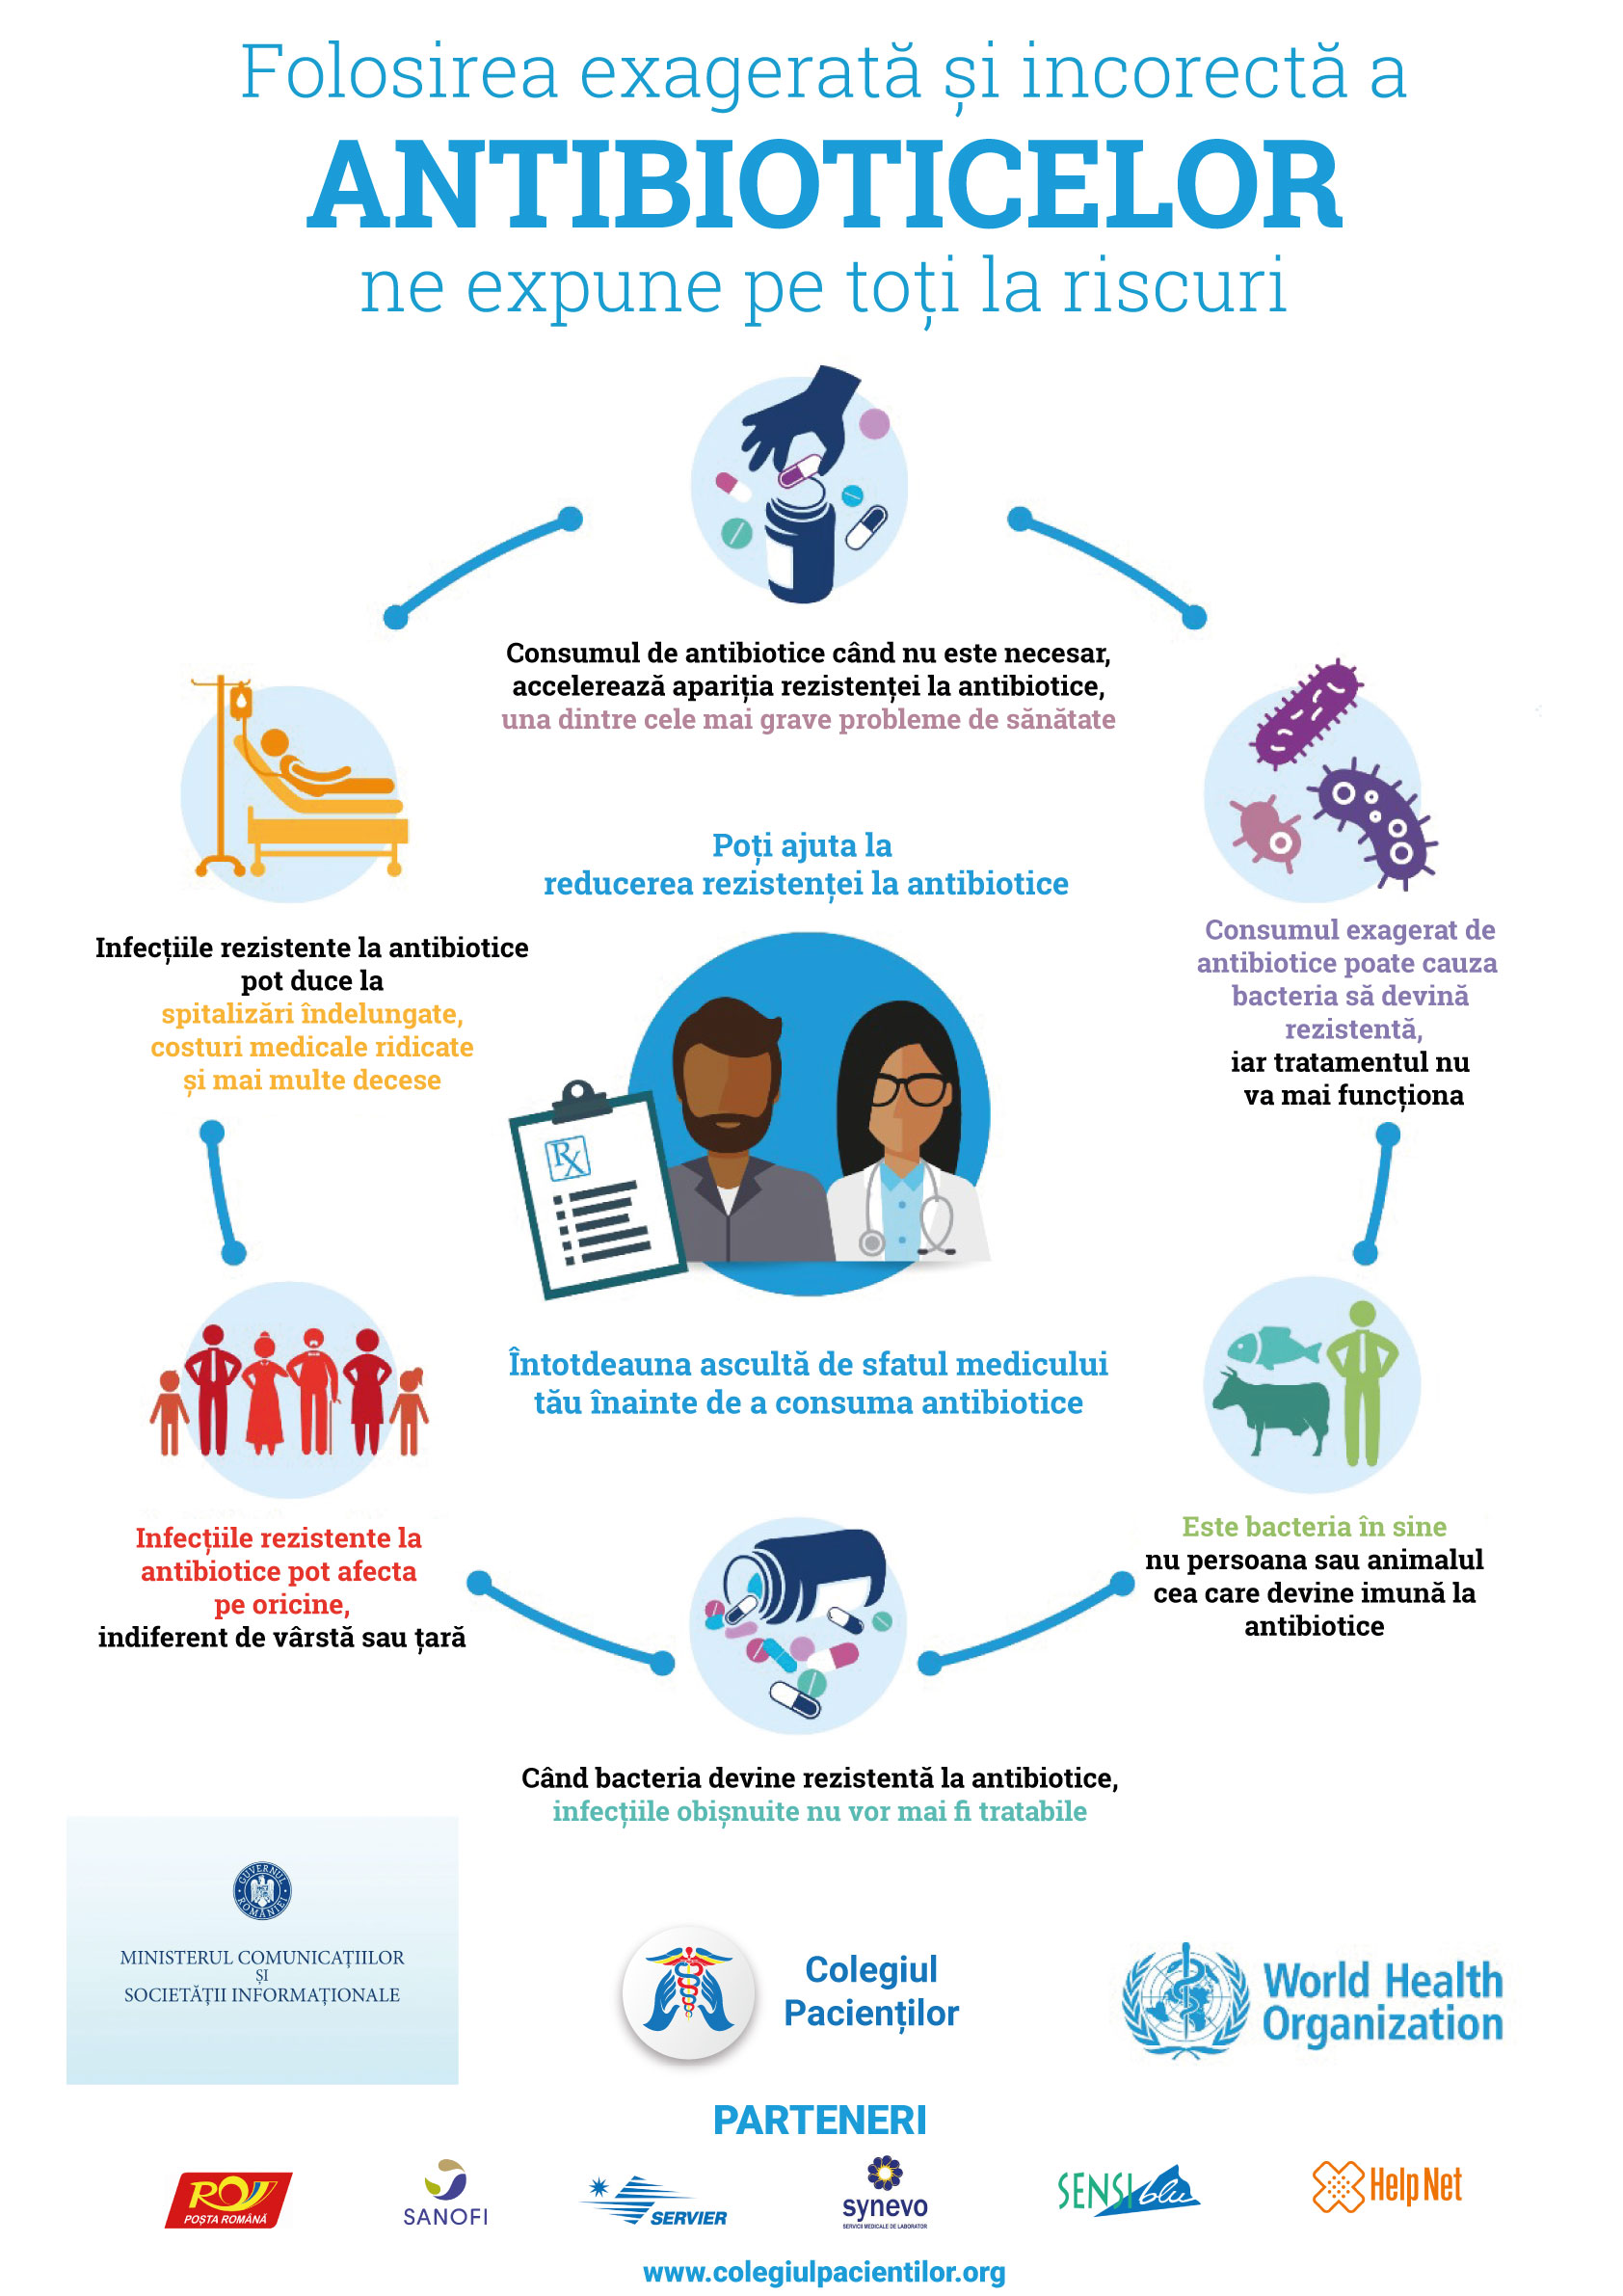 Folosirea exagerată și incorectă a
ANTIBIOTICELOR
ne expune pe toți la riscuri
Consumul de antibiotice când nu este necesar,
accelerează apariția rezistenței la antibiotice,
una dintre cele mai grave probleme de sănătate
Infecțiile rezistente la antibiotice
pot duce la
spitalizări îndelungate,
costuri medicale ridicate
și mai multe decese
Poți ajuta la
reducerea rezistenței la antibiotice
Consumul exagerat de
antibiotice poate cauza
bacteria să devină
rezistentă,
iar tratamentul nu
va mai funcționa
Rx
Întotdeauna ascultă de sfatul medicului
tău înainte de a consuma antibiotice
Infecțiile rezistente la
antibiotice pot afecta
pe oricine,
indiferent de vârstă sau țară
Este bacteria în sine
nu persoana sau animalul
cea care devine imună la
antibiotice
Când bacteria devine rezistentă la antibiotice,
infecțiile obișnuite nu vor mai fi tratabile
GUVERNUL ROMÂNIEI
MINISTERUL COMUNICAȚIILOR
ȘI
SOCIETĂȚII INFORMAȚIONALE
Colegiul
Pacienților
World Health
Organization
PARTENERI
POȘTA ROMÂNĂ
SANOFI
SERVIER
synevo
SERVICII MEDICALE DE LABORATOR
SENSI blu
Help Net
www.colegiulpacientilor.org